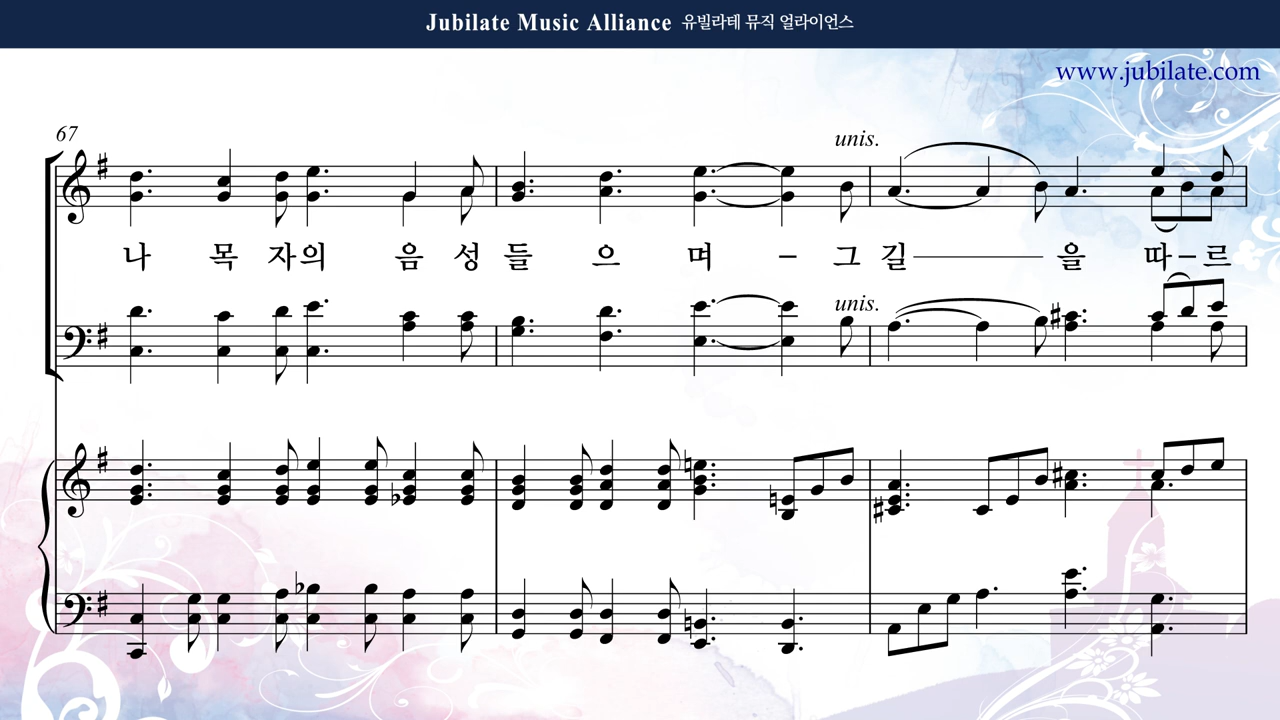 Jubilate Music Alliance 유빌라테 뮤직 얼라이언스
www.jubilate.com
67
unis.
나 목 자의 음 성 들 으 며 – 그 길 을 따–르
unis.